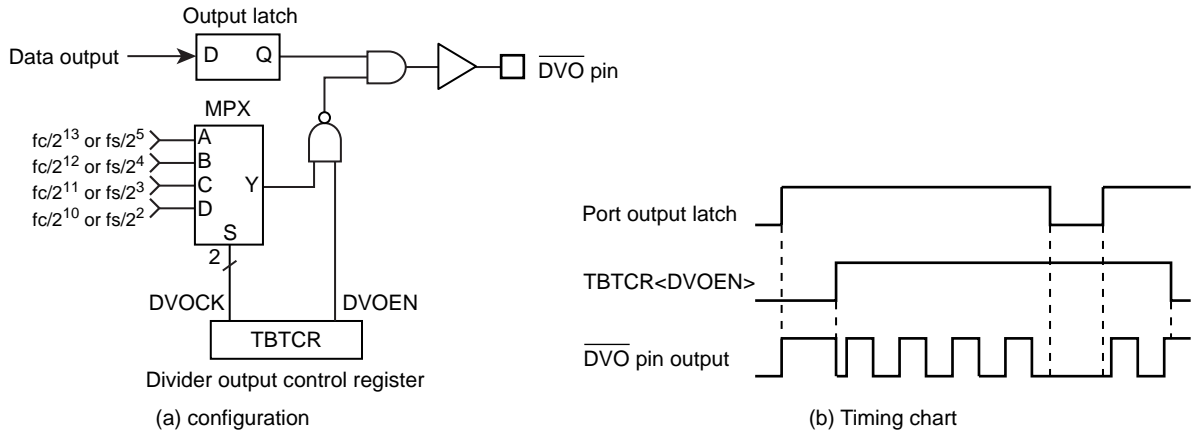 Output latch
Data output
D Q
DVO pin
MPX
fc/2^13 or fs/2^5
A
fc/2^12 or fs/2^4
B
fc/2^11 or fs/2^3
C
Y
fc/2^10 or fs/2^2
D
S
2
DVOCK
DVOEN
TBTCR
Divider output control register
(a) configuration
Port output latch
TBTCR<DVOEN>
DVO pin output
(b) Timing chart